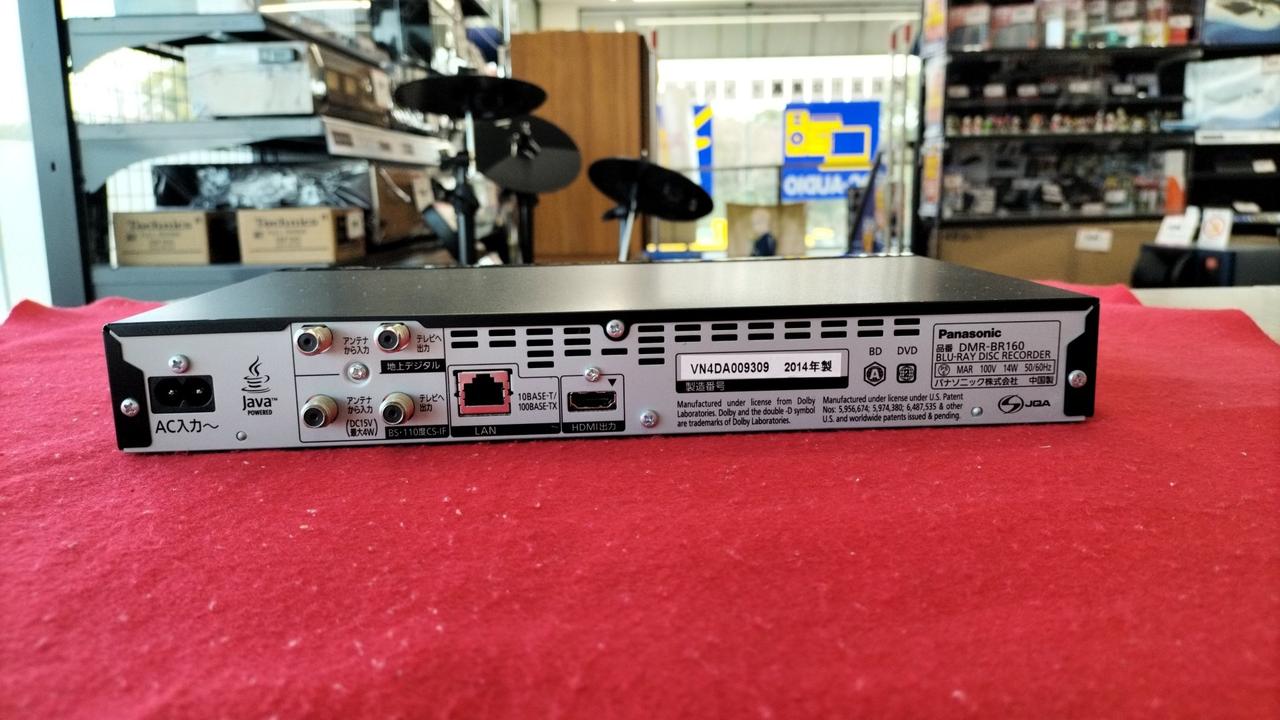 Technics
Technics
OIDUA-
AC入力～
Java™
POWERED
アンテナ
から入力
テレビへ
出力
地上デジタル
アンテナ
から入力
(DC15V
最大4W)
テレビへ
出力
BS・110度CS-IF
10BASE-T/
100BASE-TX
LAN
HDMI出力
VN4DA009309 2014年製
製造番号
Manufactured under license from Dolby
Laboratories. Dolby and the double -D symbol
are trademarks of Dolby Laboratories.
BD DVD
A
Manufactured under license under U.S. Patent
Nos: 5,956,674; 5,974,380; 6,487,535 & other
U.S. and worldwide patents issued & pending.
Panasonic
品番 DMR-BR160
BLU-RAY DISC RECORDER
MAR 100V 14W 50/60Hz
パナソニック株式会社 中国製
JQA